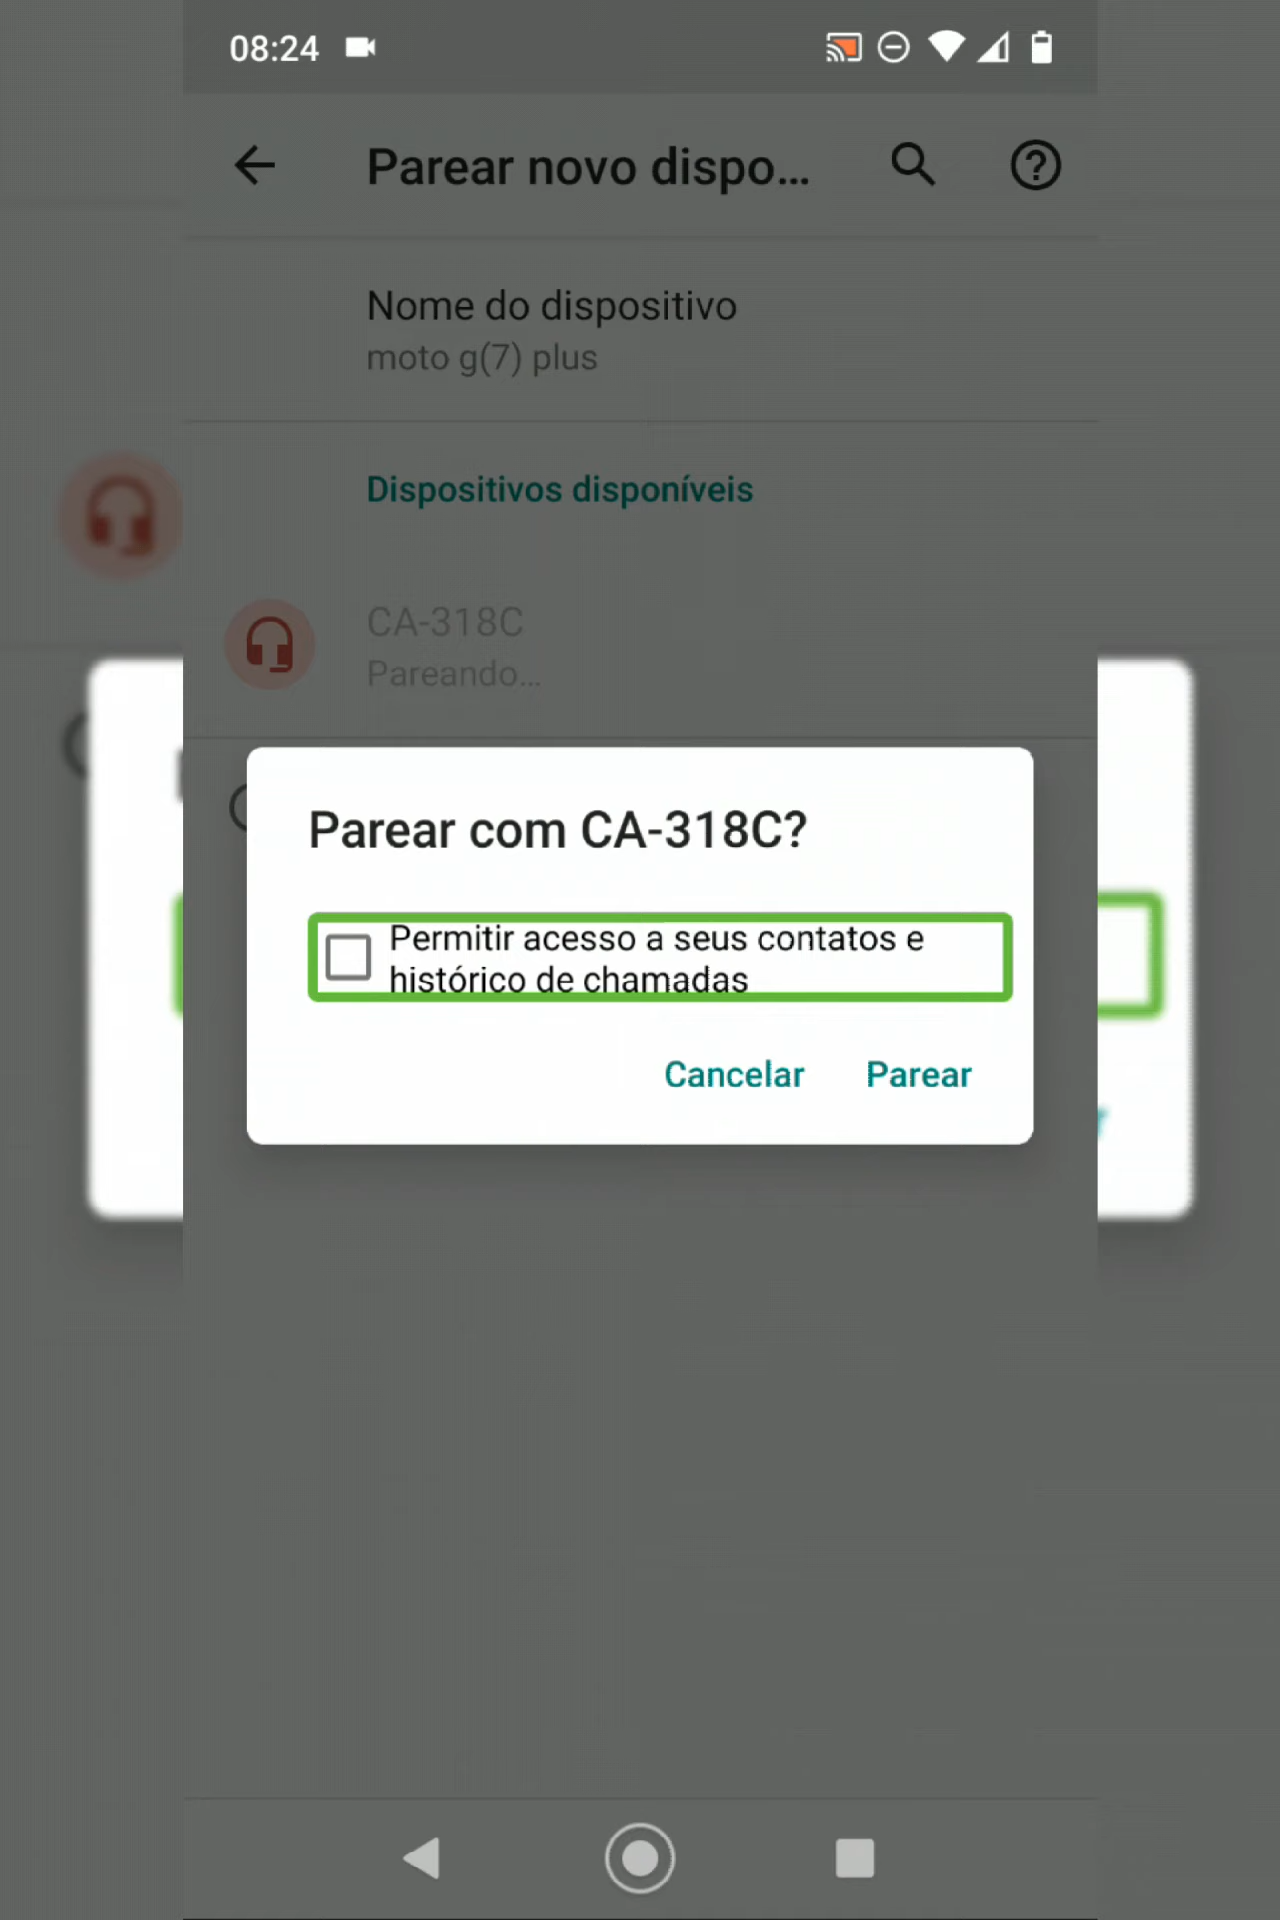 08:24
Parear novo dispo...
Nome do dispositivo
moto g(7) plus
Dispositivos disponíveis
CA-318C
Pareando...
Parear com CA-318C?
Permitir acesso a seus contatos e
histórico de chamadas
Cancelar Parear